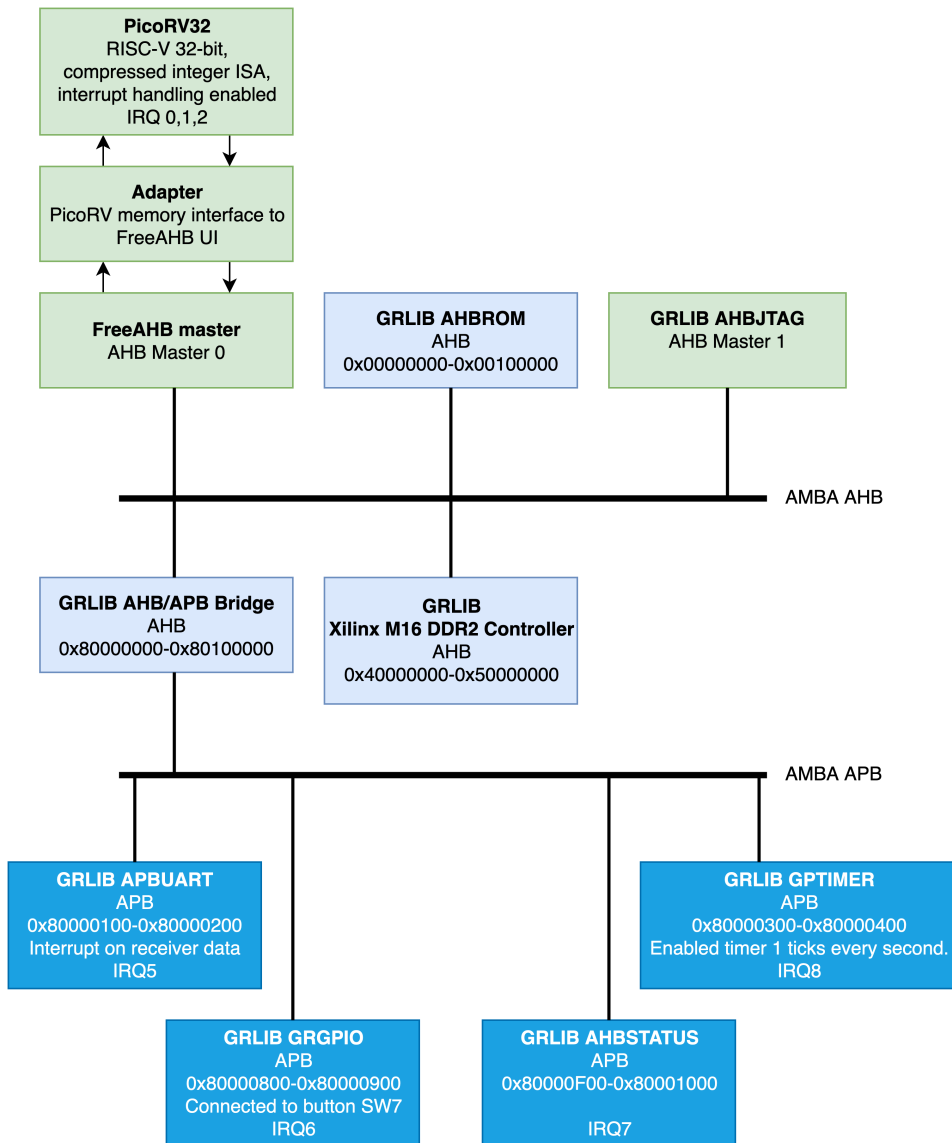 PicoRV32
RISC-V 32-bit,
compressed integer ISA,
interrupt handling enabled
IRQ 0,1,2
Adapter
PicoRV memory interface to
FreeAHB UI
FreeAHB master
AHB Master 0
GRLIB AHBROM
AHB
0x00000000-0x00100000
GRLIB AHBJTAG
AHB Master 1
AMBA AHB
GRLIB AHB/APB Bridge
AHB
0x80000000-0x80100000
GRLIB
Xilinx M16 DDR2 Controller
AHB
0x40000000-0x50000000
AMBA APB
GRLIB APBUART
APB
0x80000100-0x80000200
Interrupt on receiver data
IRQ5
GRLIB GPTIMER
APB
0x80000300-0x80000400
Enabled timer 1 ticks every second.
IRQ8
GRLIB GRGPIO
APB
0x80000800-0x80000900
Connected to button SW7
IRQ6
GRLIB AHBSTATUS
APB
0x80000F00-0x80001000
IRQ7